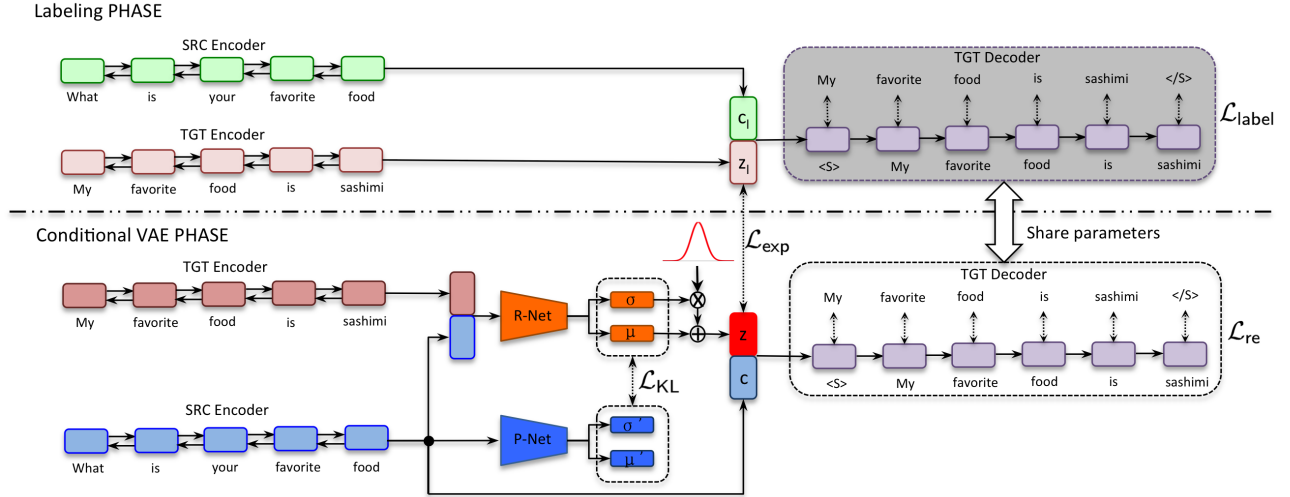 Labeling PHASE
SRC Encoder
What is your favorite food
TGT Encoder
My favorite food is sashimi
c_l
z_l
TGT Decoder
My favorite food is sashimi </S>
<S> My favorite food is sashimi
ℒ_label
ℒ_exp
Share parameters
Conditional VAE PHASE
TGT Encoder
My favorite food is sashimi
R-Net
σ
μ
ℒ_KL
SRC Encoder
What is your favorite food
P-Net
σ′
μ′
z
c
TGT Decoder
My favorite food is sashimi </S>
<S> My favorite food is sashimi
ℒ_re